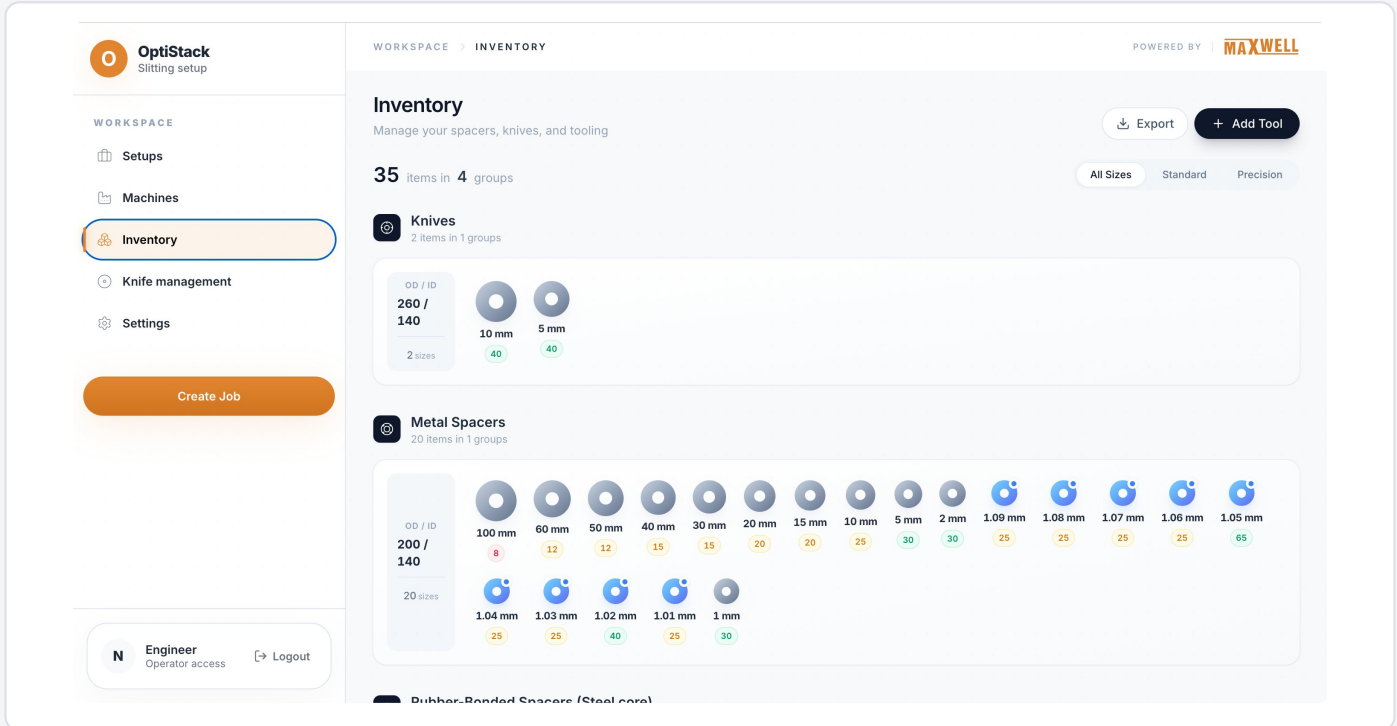 O
OptiStack
Slitting setup
WORKSPACE
Setups
Machines
Inventory
Knife management
Settings
Create Job
N
Engineer
Operator access
Logout
WORKSPACE > INVENTORY
POWERED BY
MAXWELL
Inventory
Manage your spacers, knives, and tooling
Export
+ Add Tool
35 items in 4 groups
All Sizes
Standard
Precision
Knives
2 items in 1 groups
OD / ID
260 /
140
2 sizes
10 mm
40
5 mm
40
Metal Spacers
20 items in 1 groups
OD / ID
200 /
140
20 sizes
100 mm
8
60 mm
12
50 mm
12
40 mm
15
30 mm
15
20 mm
20
15 mm
20
10 mm
25
5 mm
30
2 mm
30
1.09 mm
25
1.08 mm
25
1.07 mm
25
1.06 mm
25
1.05 mm
65
1.04 mm
25
1.03 mm
25
1.02 mm
40
1.01 mm
25
1 mm
30
Rubber-Bonded Spacers (Steel core)